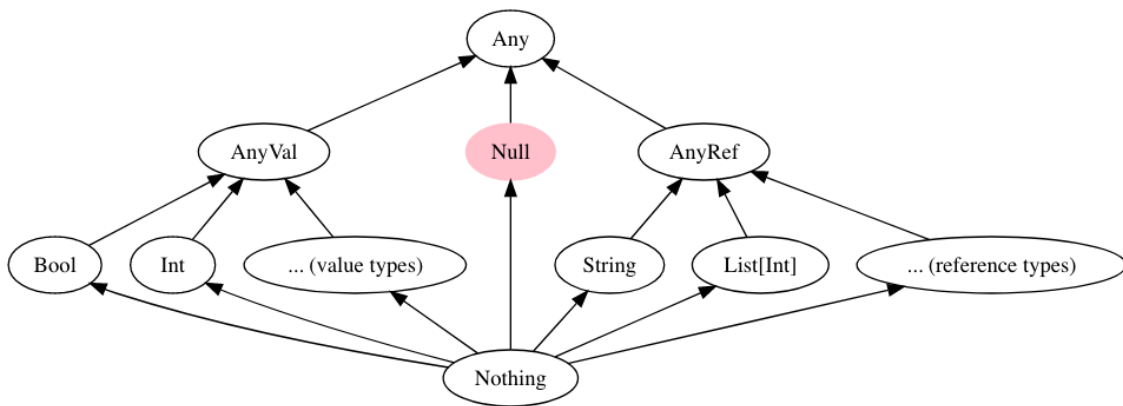 Any
AnyVal
Null
AnyRef
Bool
Int
... (value types)
String
List[Int]
... (reference types)
Nothing